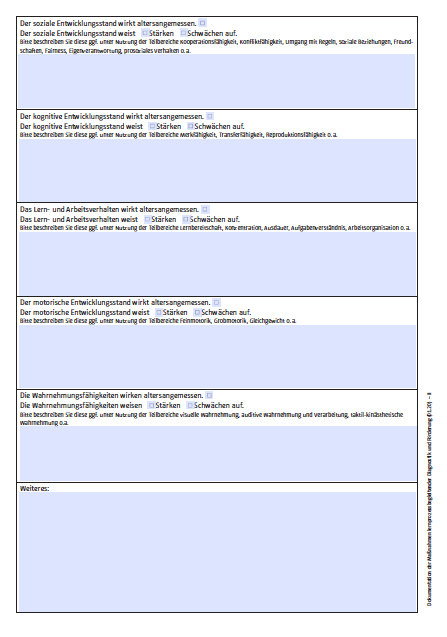 Der soziale Entwicklungsstand wirkt altersangemessen.
Der soziale Entwicklungsstand weist Stärken Schwächen auf.
Bitte beschreiben Sie diese ggf. unter Nutzung der Teilbereiche Kooperationsfähigkeit, Konfliktfähigkeit, Umgang mit Regeln, soziale Beziehungen, Freund-
schaften, Fairness, Eigenverantwortung, prosoziales Verhalten o.a.
Der kognitive Entwicklungsstand wirkt altersangemessen.
Der kognitive Entwicklungsstand weist Stärken Schwächen auf.
Bitte beschreiben Sie diese ggf. unter Nutzung der Teilbereiche Merkfähigkeit, Transferfähigkeit, Reproduktionsfähigkeit o.a.
Das Lern- und Arbeitsverhalten wirkt altersangemessen.
Das Lern- und Arbeitsverhalten weist Stärken Schwächen auf.
Bitte beschreiben Sie diese ggf. unter Nutzung der Teilbereiche Lernbereitschaft, Konzentration, Ausdauer, Aufgabenverständnis, Arbeitsorganisation o.a.
Der motorische Entwicklungsstand wirkt altersangemessen.
Der motorische Entwicklungsstand weist Stärken Schwächen auf.
Bitte beschreiben Sie diese ggf. unter Nutzung der Teilbereiche Feinmotorik, Grobmotorik, Gleichgewicht o.a.
Die Wahrnehmungsfähigkeiten wirken altersangemessen.
Die Wahrnehmungsfähigkeiten weisen Stärken Schwächen auf.
Bitte beschreiben Sie diese ggf. unter Nutzung der Teilbereiche visuelle Wahrnehmung, auditive Wahrnehmung und Verarbeitung, taktil-kinästhetische
Wahrnehmung o.a.
Weiteres:
Dokumentation der Maßnahmen lernprozessbegleitender Diagnostik und Förderung